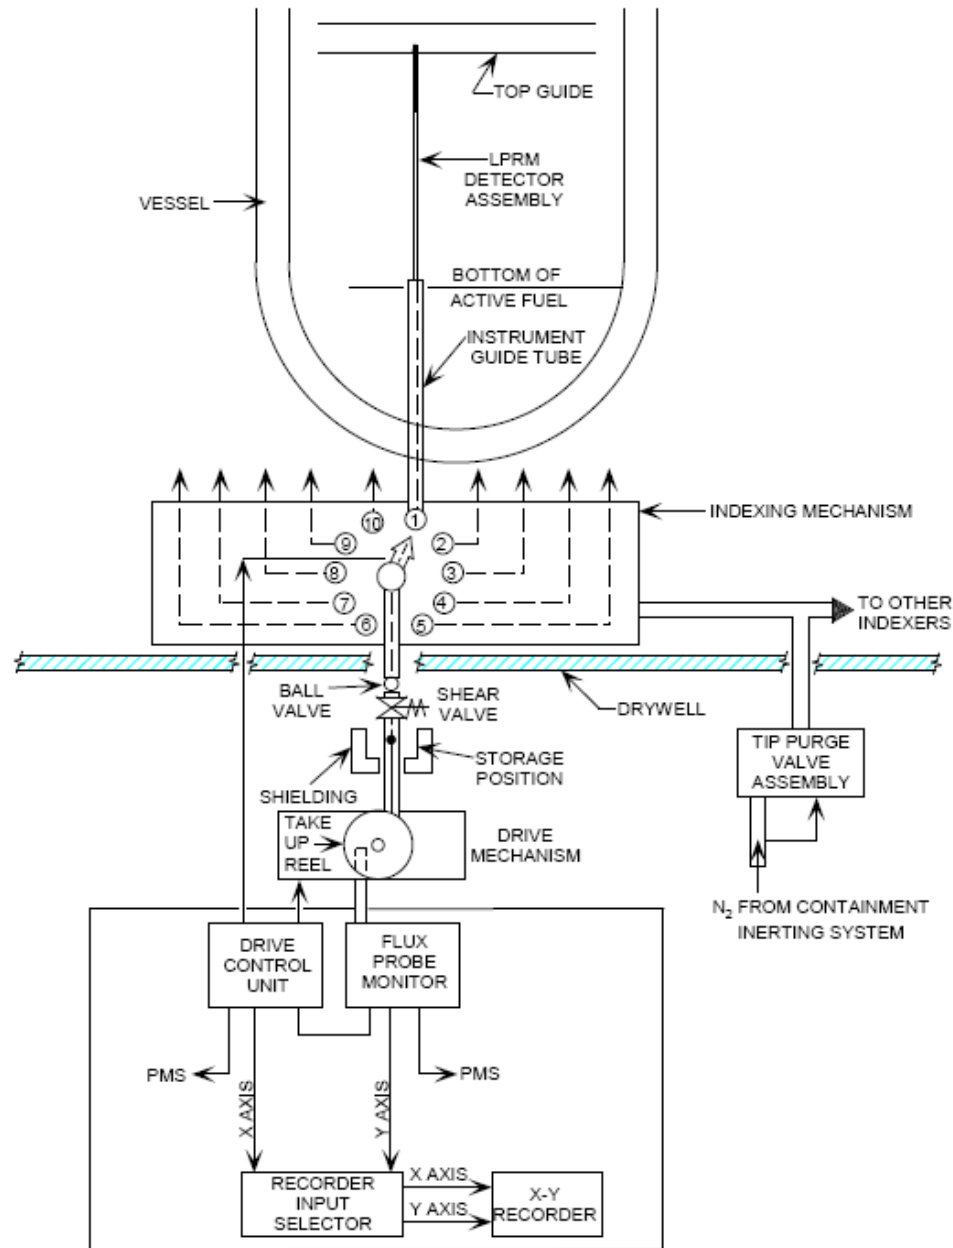 TOP GUIDE
LPRM
DETECTOR
ASSEMBLY
VESSEL
BOTTOM OF
ACTIVE FUEL
INSTRUMENT
GUIDE TUBE
INDEXING MECHANISM
10
1
9
2
8
3
7
4
6
5
TO OTHER
INDEXERS
BALL
VALVE
SHEAR
VALVE
DRYWELL
STORAGE
POSITION
SHIELDING
TIP PURGE
VALVE
ASSEMBLY
TAKE
UP
REEL
DRIVE
MECHANISM
N₂ FROM CONTAINMENT
INERTING SYSTEM
DRIVE
CONTROL
UNIT
FLUX
PROBE
MONITOR
PMS
PMS
X AXIS
Y AXIS
RECORDER
INPUT
SELECTOR
X AXIS
Y AXIS
X-Y
RECORDER